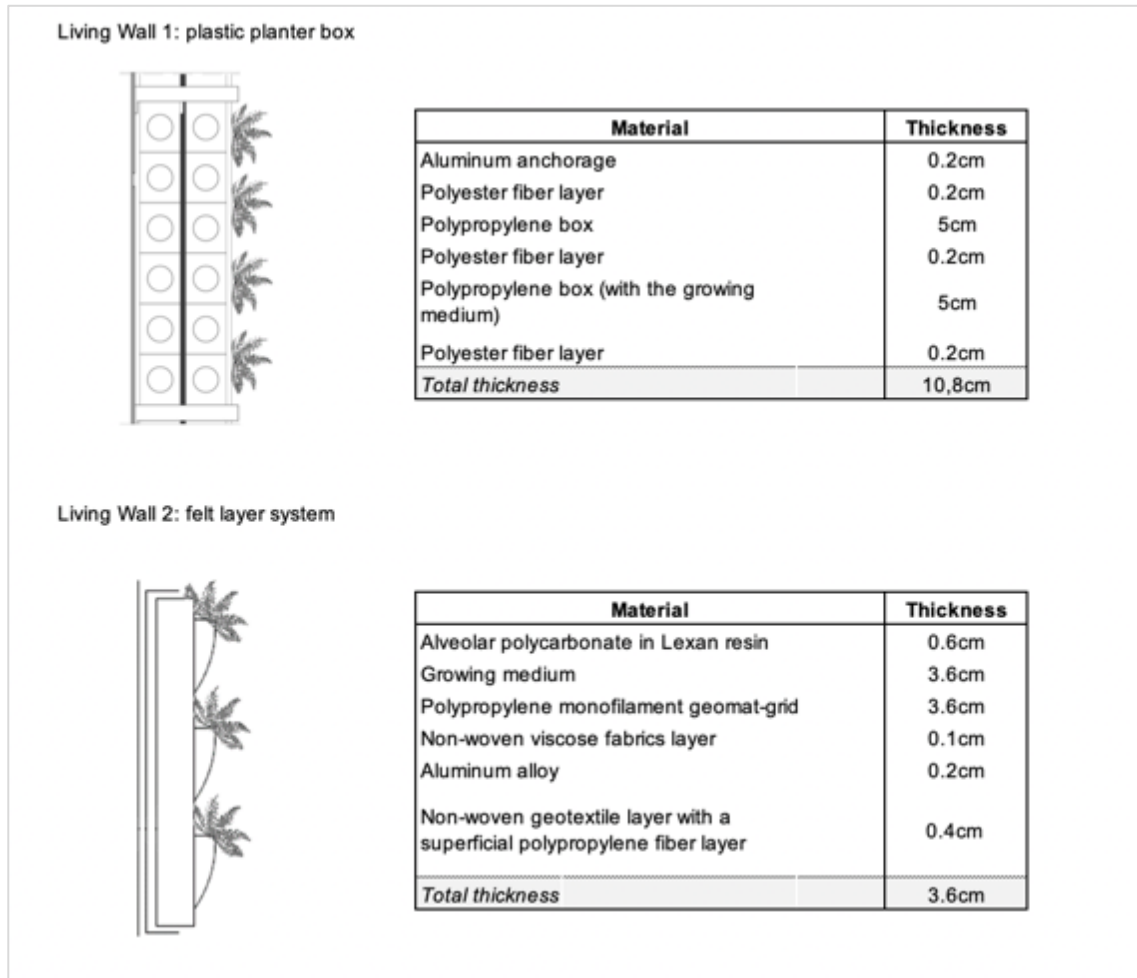 Living Wall 1: plastic planter box
Material Thickness
Aluminum anchorage 0.2cm
Polyester fiber layer 0.2cm
Polypropylene box 5cm
Polyester fiber layer 0.2cm
Polypropylene box (with the growing
medium) 5cm
Polyester fiber layer 0.2cm
Total thickness 10,8cm
Living Wall 2: felt layer system
Material Thickness
Alveolar polycarbonate in Lexan resin 0.6cm
Growing medium 3.6cm
Polypropylene monofilament geomat-grid 3.6cm
Non-woven viscose fabrics layer 0.1cm
Aluminum alloy 0.2cm
Non-woven geotextile layer with a
superficial polypropylene fiber layer 0.4cm
Total thickness 3.6cm